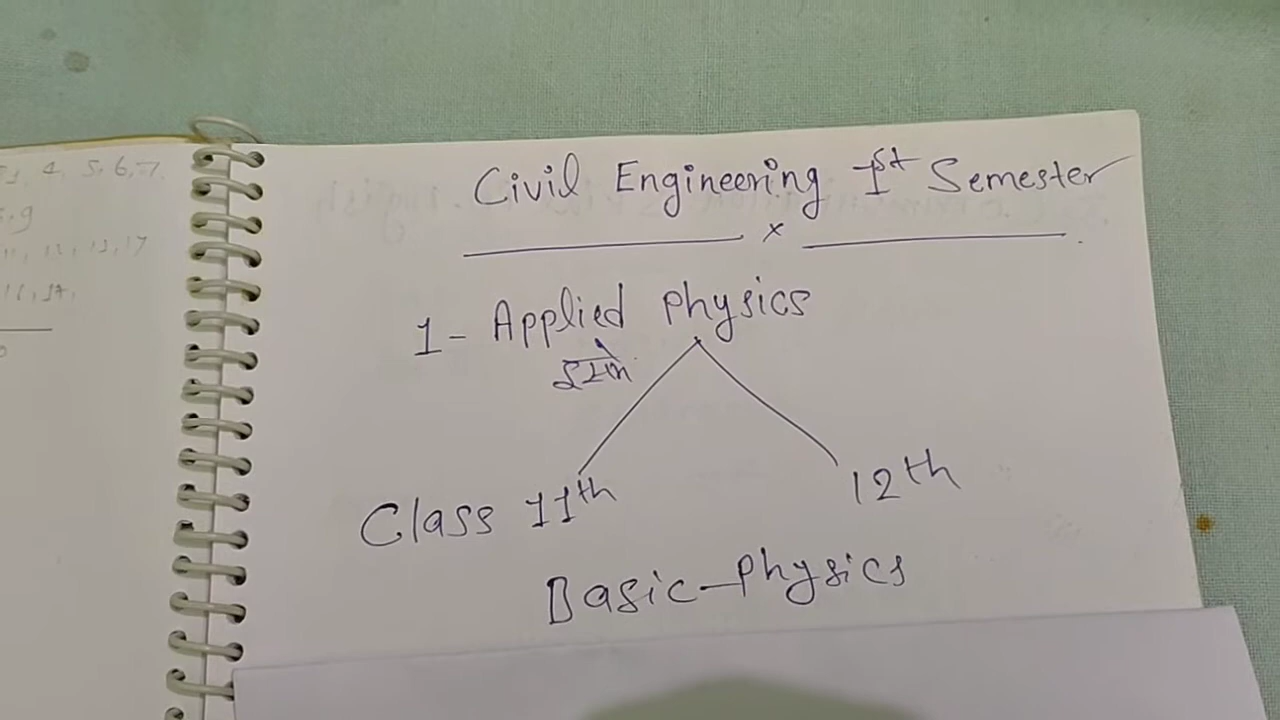 Civil Engineering 1st Semester
x
1- Applied Physics
Class 11th
12th
Basic-Physics